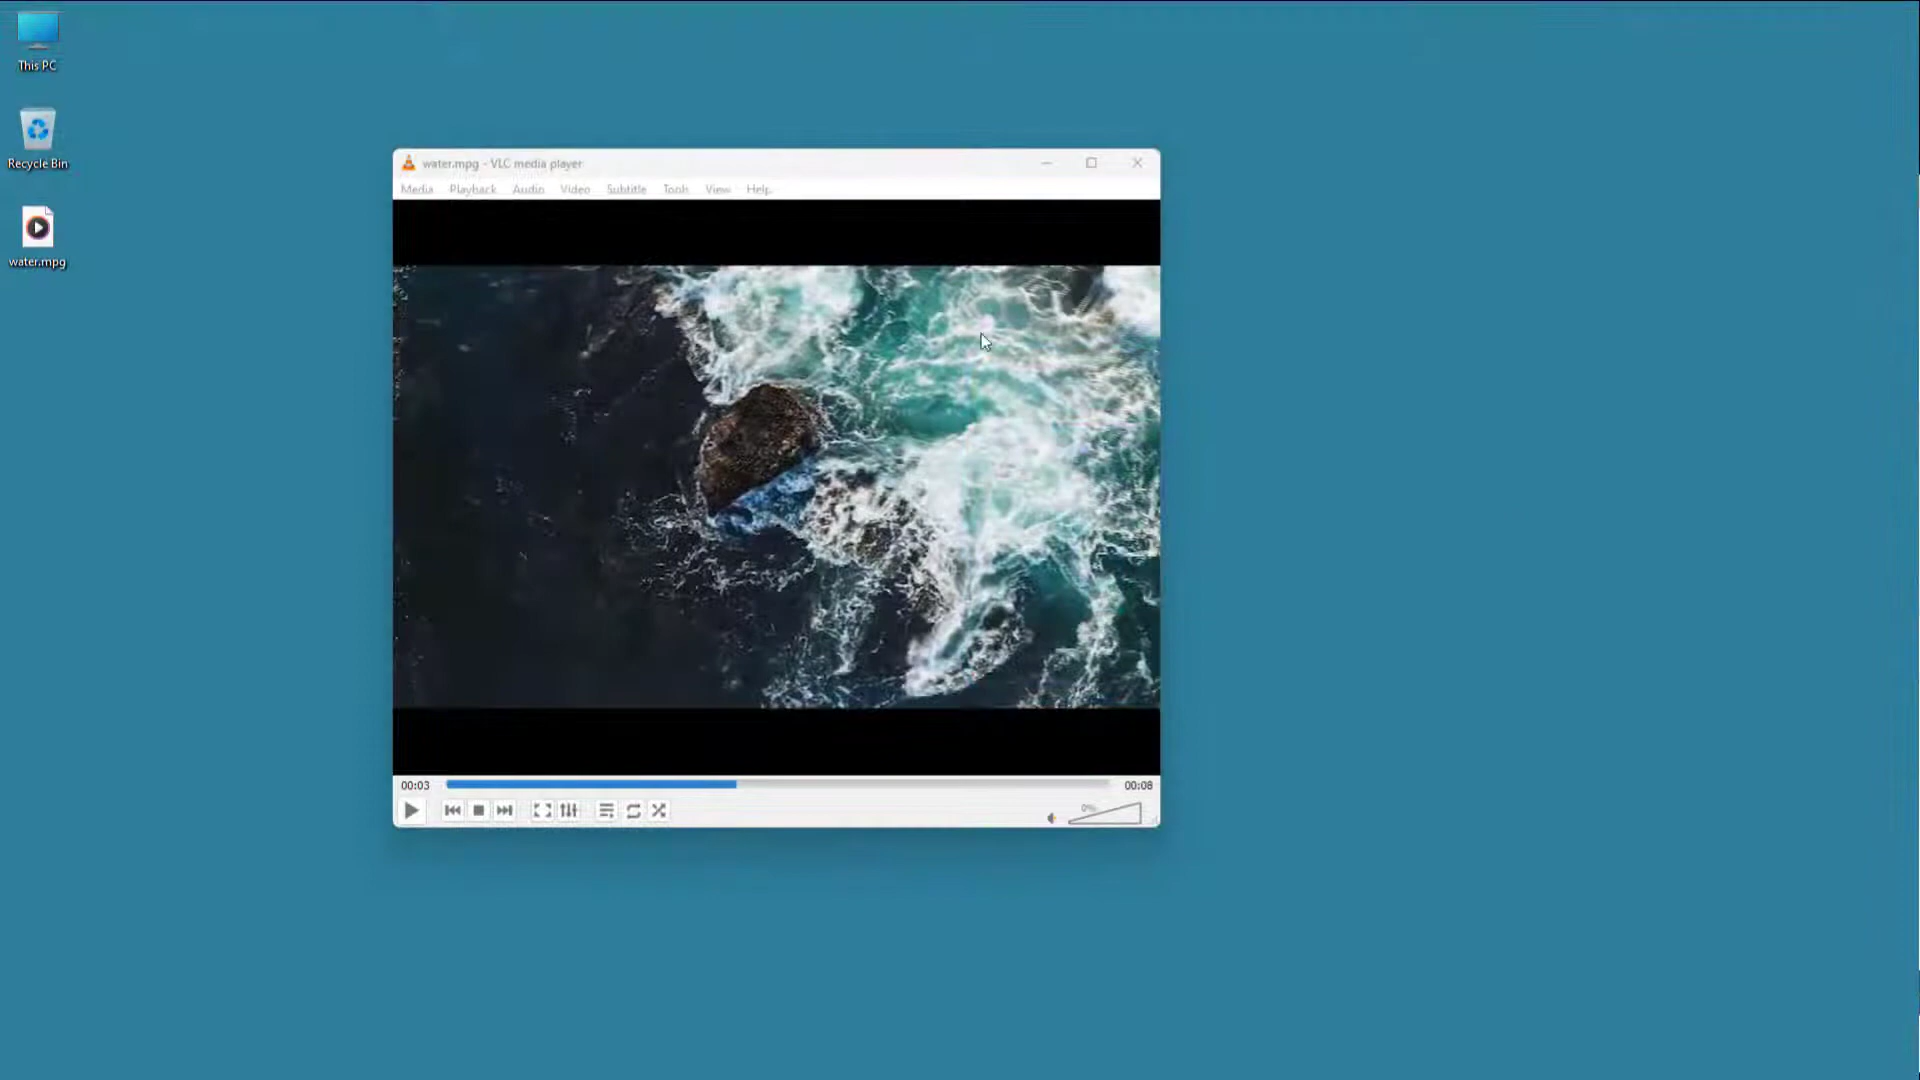 This PC
Recycle Bin
water.mpg
water.mpg - VLC media player
Media Playback Audio Video Subtitle Tools View Help
00:03
00:08
0%